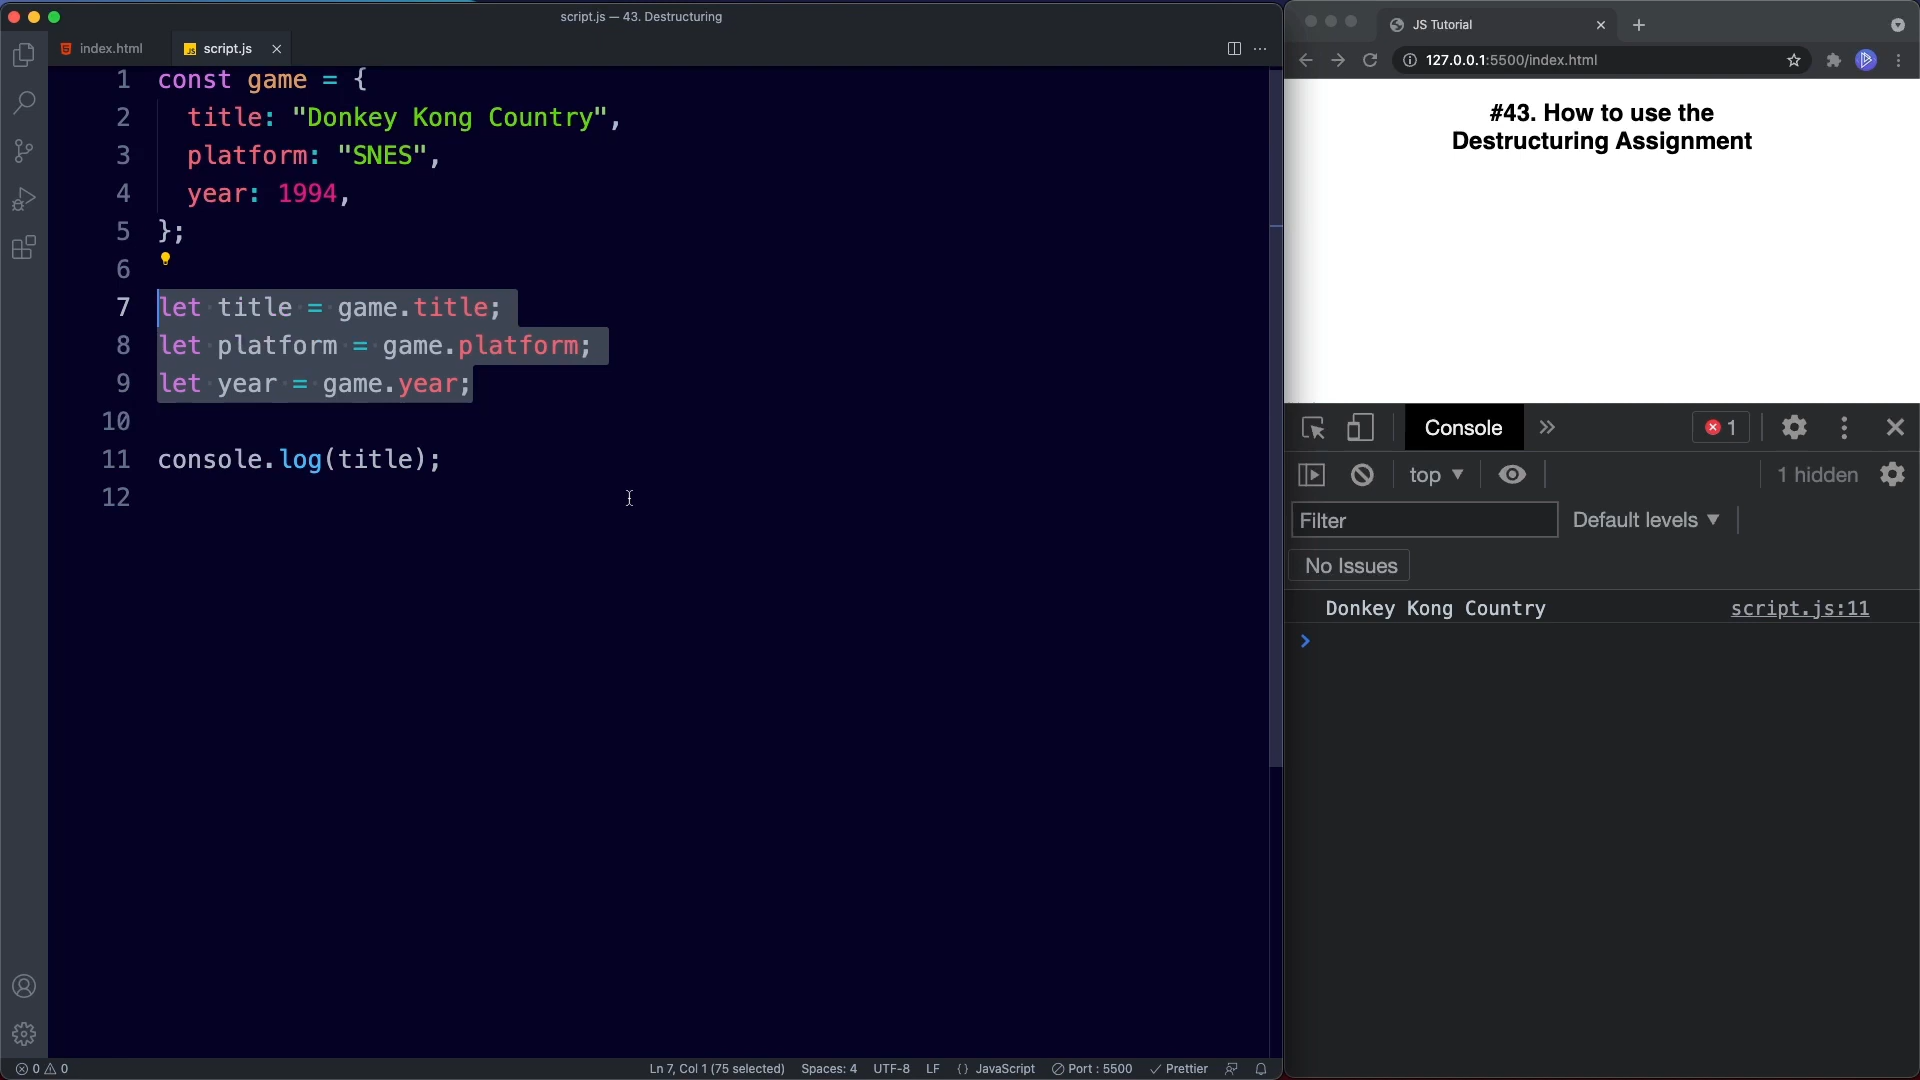 script.js — 43. Destructuring
index.html
script.js
1 const game = {
2 title: "Donkey Kong Country",
3 platform: "SNES",
4 year: 1994,
5 };
6
7 let title = game.title;
8 let platform = game.platform;
9 let year = game.year;
10
11 console.log(title);
12
0 0
Ln 7, Col 1 (75 selected) Spaces: 4 UTF-8 LF {} JavaScript Port : 5500 Prettier
JS Tutorial
127.0.0.1:5500/index.html
#43. How to use the
Destructuring Assignment
Console 1
top 1 hidden
Filter Default levels
No Issues
Donkey Kong Country script.js:11